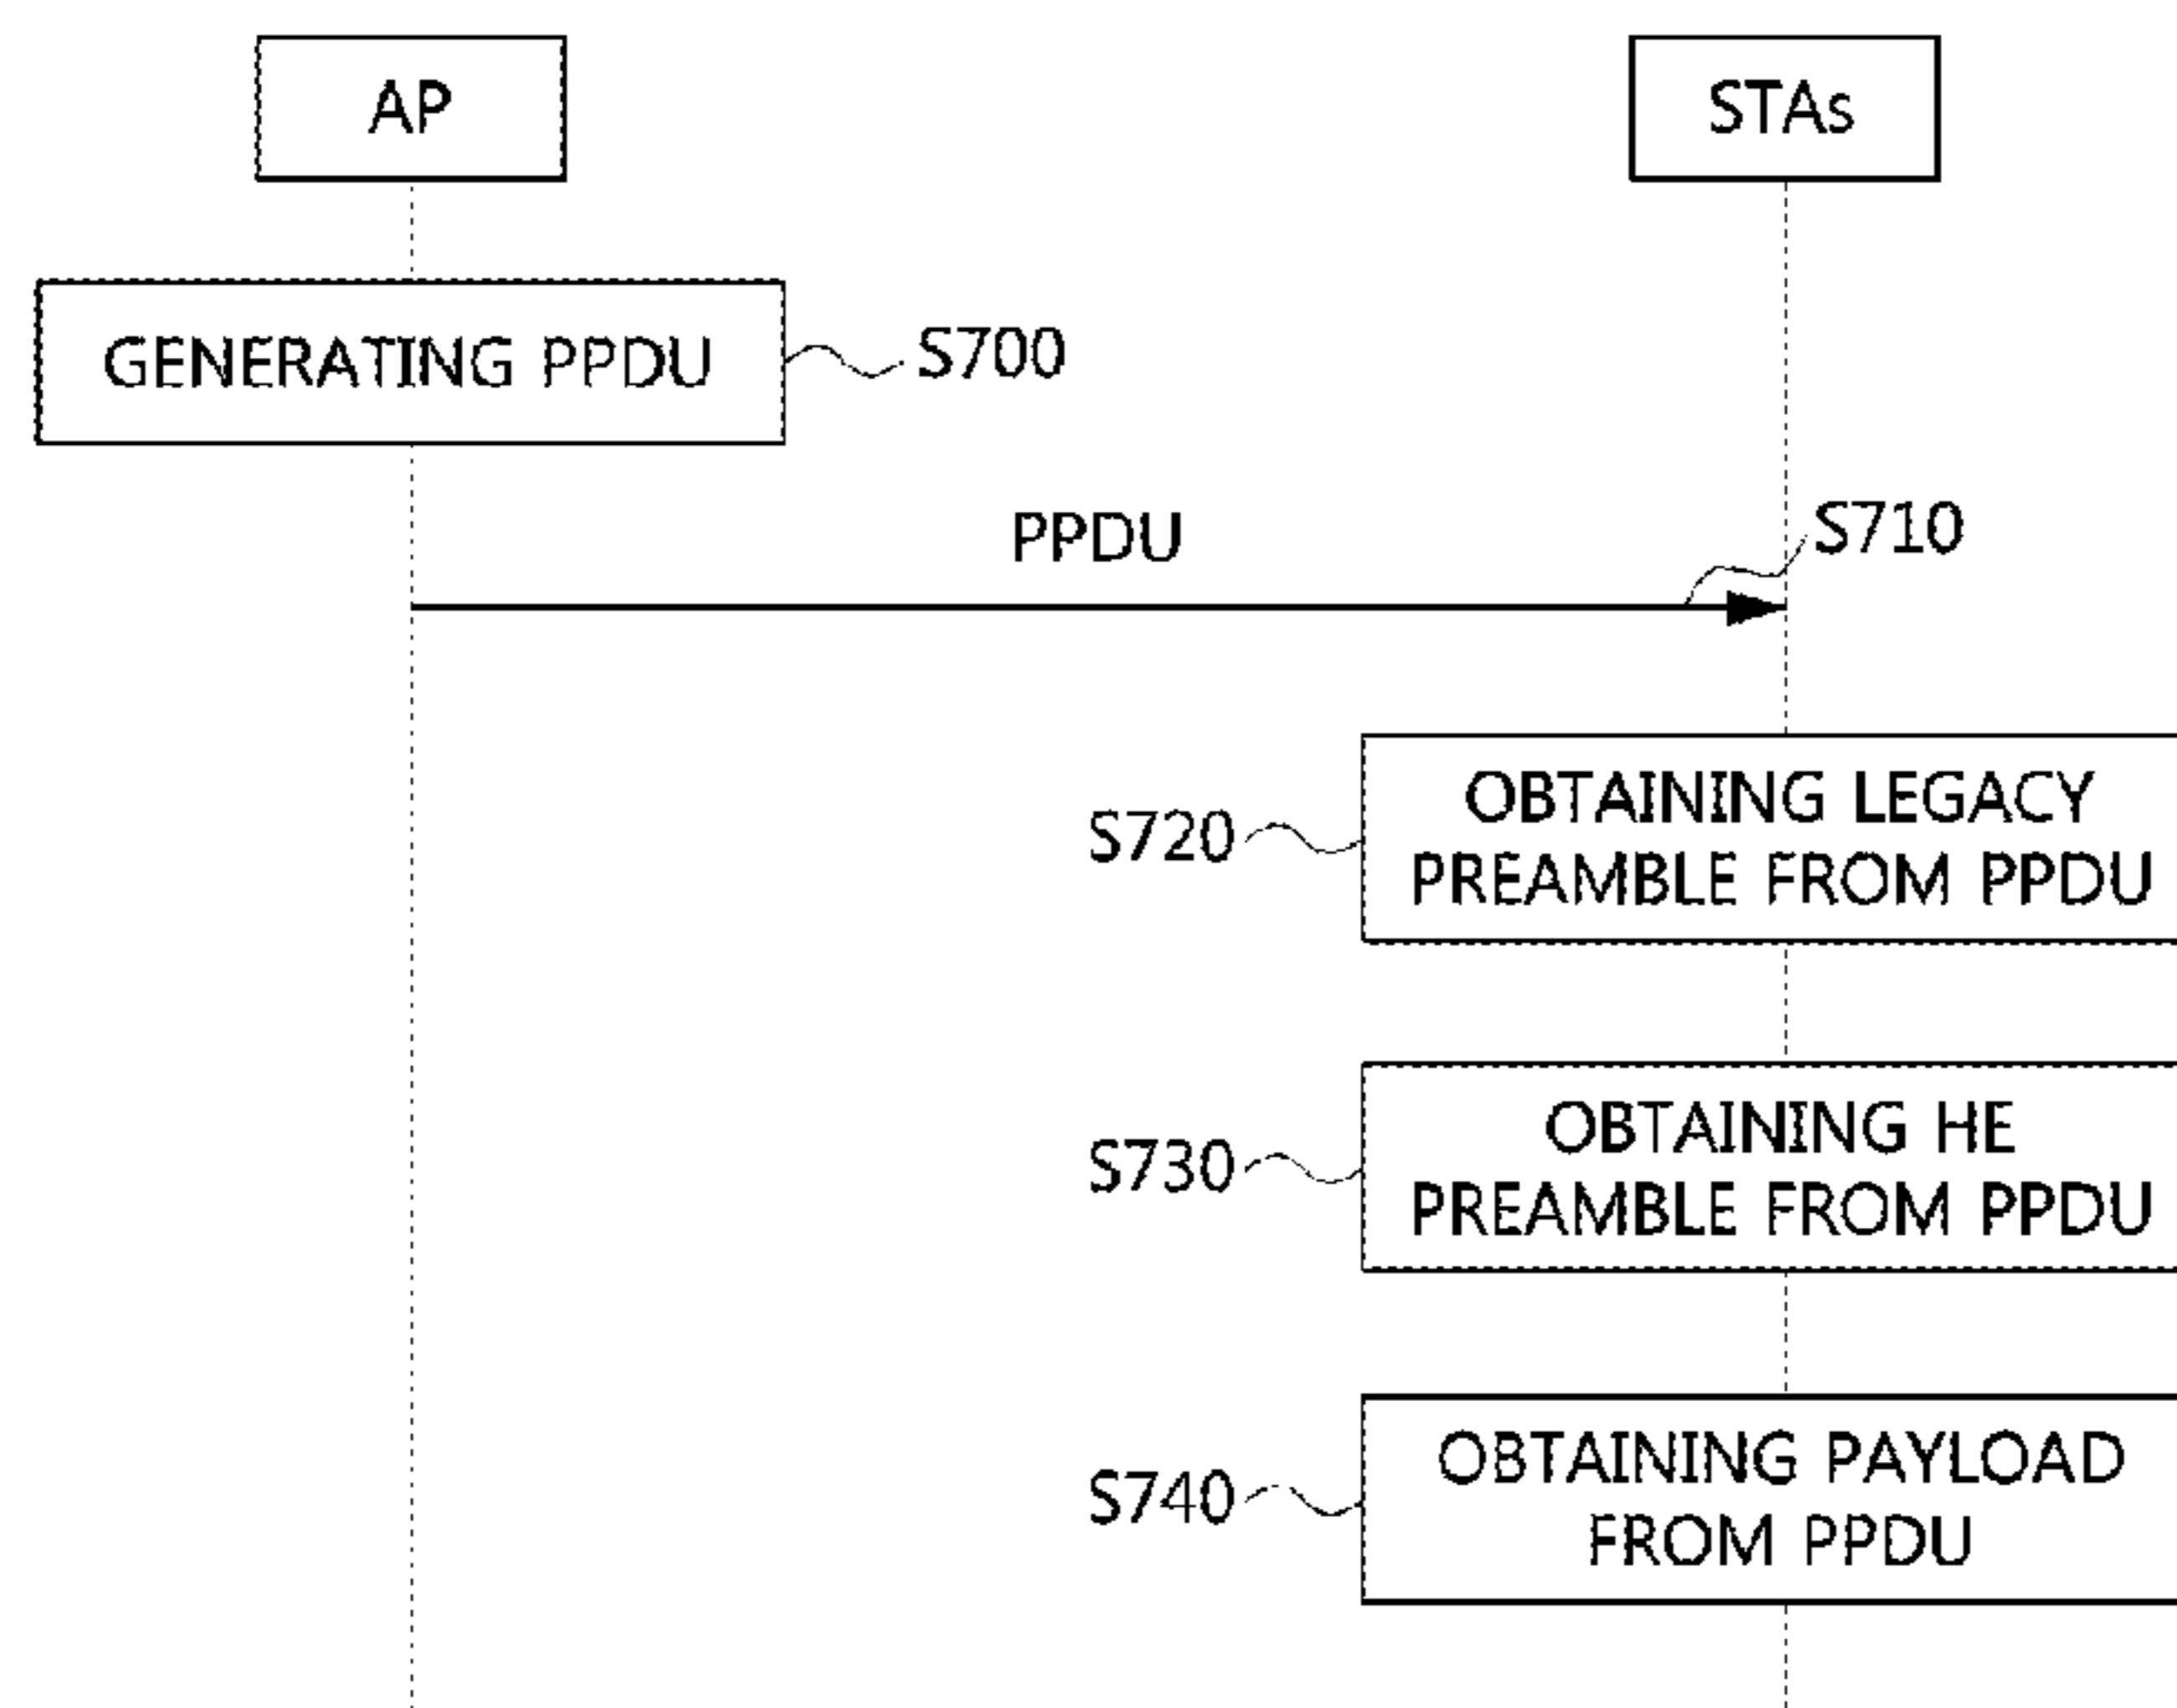 AP
STAs
GENERATING PPDU
S700
PPDU
S710
S720
OBTAINING LEGACY
PREAMBLE FROM PPDU
S730
OBTAINING HE
PREAMBLE FROM PPDU
S740
OBTAINING PAYLOAD
FROM PPDU